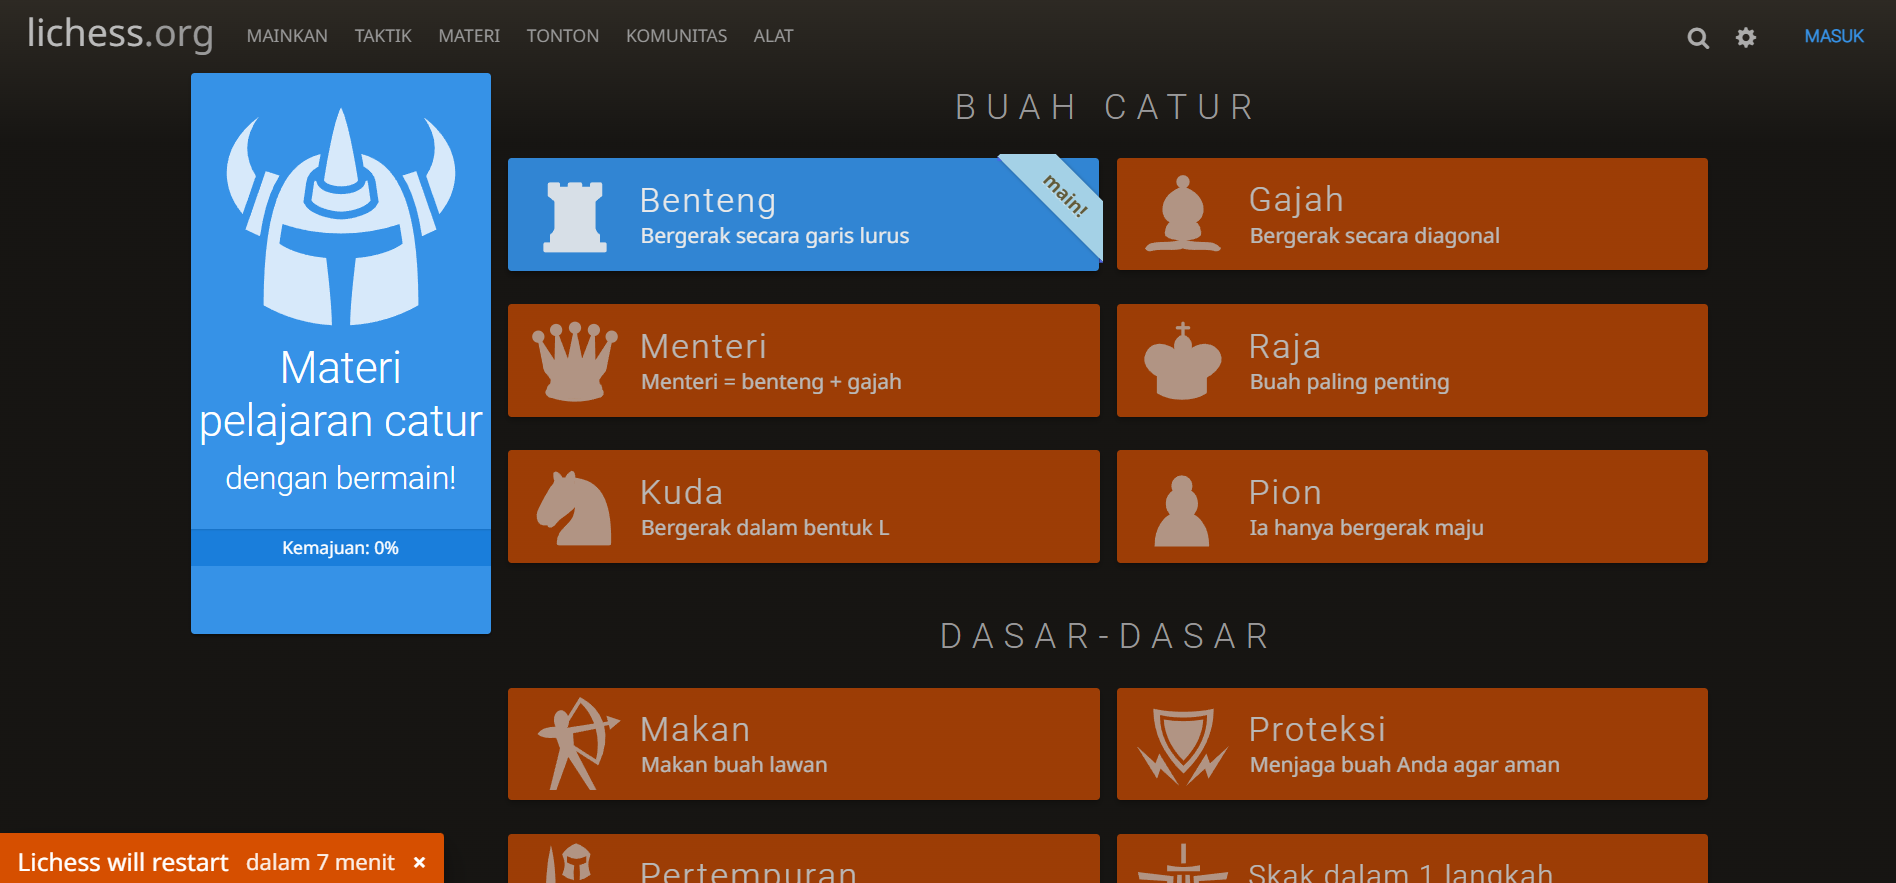 lichess.org
MAINKAN TAKTIK MATERI TONTON KOMUNITAS ALAT
MASUK
Materi
pelajaran catur
dengan bermain!
Kemajuan: 0%
BUAH CATUR
Benteng
Bergerak secara garis lurus
main!
Gajah
Bergerak secara diagonal
Menteri
Menteri = benteng + gajah
Raja
Buah paling penting
Kuda
Bergerak dalam bentuk L
Pion
Ia hanya bergerak maju
DASAR-DASAR
Makan
Makan buah lawan
Proteksi
Menjaga buah Anda agar aman
Pertempuran
Skak dalam 1 langkah
Lichess will restart dalam 7 menit ×